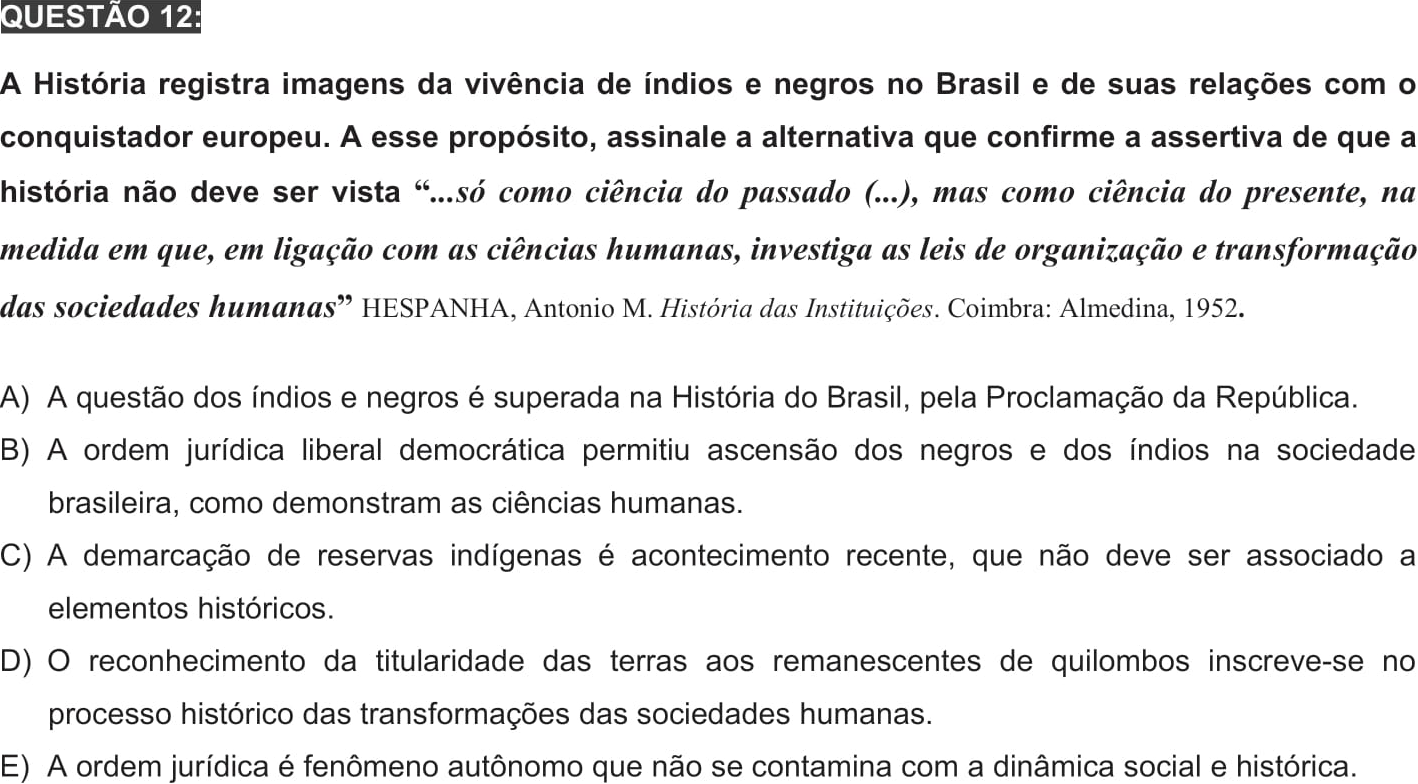 QUESTÃO 12:
A História registra imagens da vivência de índios e negros no Brasil e de suas relações com o
conquistador europeu. A esse propósito, assinale a alternativa que confirme a assertiva de que a
história não deve ser vista “...só como ciência do passado (...), mas como ciência do presente, na
medida em que, em ligação com as ciências humanas, investiga as leis de organização e transformação
das sociedades humanas” HESPANHA, Antonio M. História das Instituições. Coimbra: Almedina, 1952.
A) A questão dos índios e negros é superada na História do Brasil, pela Proclamação da República.
B) A ordem jurídica liberal democrática permitiu ascensão dos negros e dos índios na sociedade
brasileira, como demonstram as ciências humanas.
C) A demarcação de reservas indígenas é acontecimento recente, que não deve ser associado a
elementos históricos.
D) O reconhecimento da titularidade das terras aos remanescentes de quilombos inscreve-se no
processo histórico das transformações das sociedades humanas.
E) A ordem jurídica é fenômeno autônomo que não se contamina com a dinâmica social e histórica.